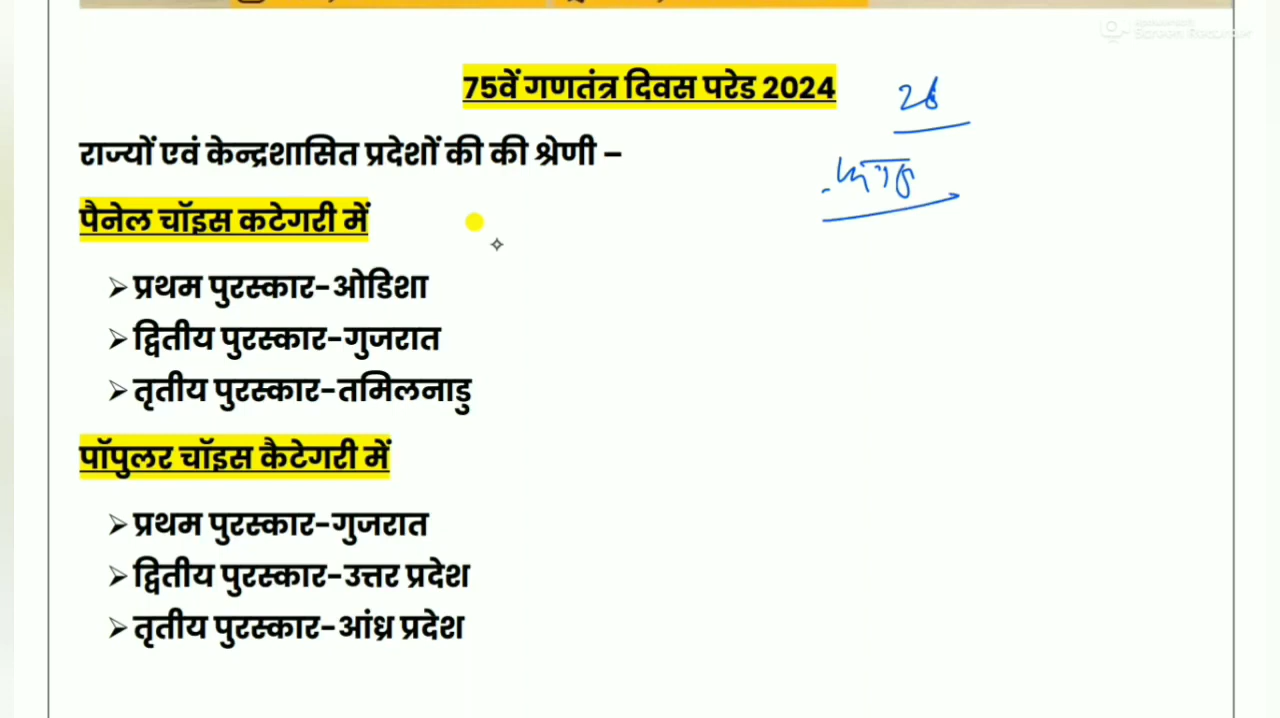 75वें गणतंत्र दिवस परेड 2024
26
राज्यों एवं केन्द्रशासित प्रदेशों की की श्रेणी –
पैनेल चॉइस कटेगरी में
➢ प्रथम पुरस्कार-ओडिशा
➢ द्वितीय पुरस्कार-गुजरात
➢ तृतीय पुरस्कार-तमिलनाडु
पॉपुलर चॉइस कैटेगरी में
➢ प्रथम पुरस्कार-गुजरात
➢ द्वितीय पुरस्कार-उत्तर प्रदेश
➢ तृतीय पुरस्कार-आंध्र प्रदेश